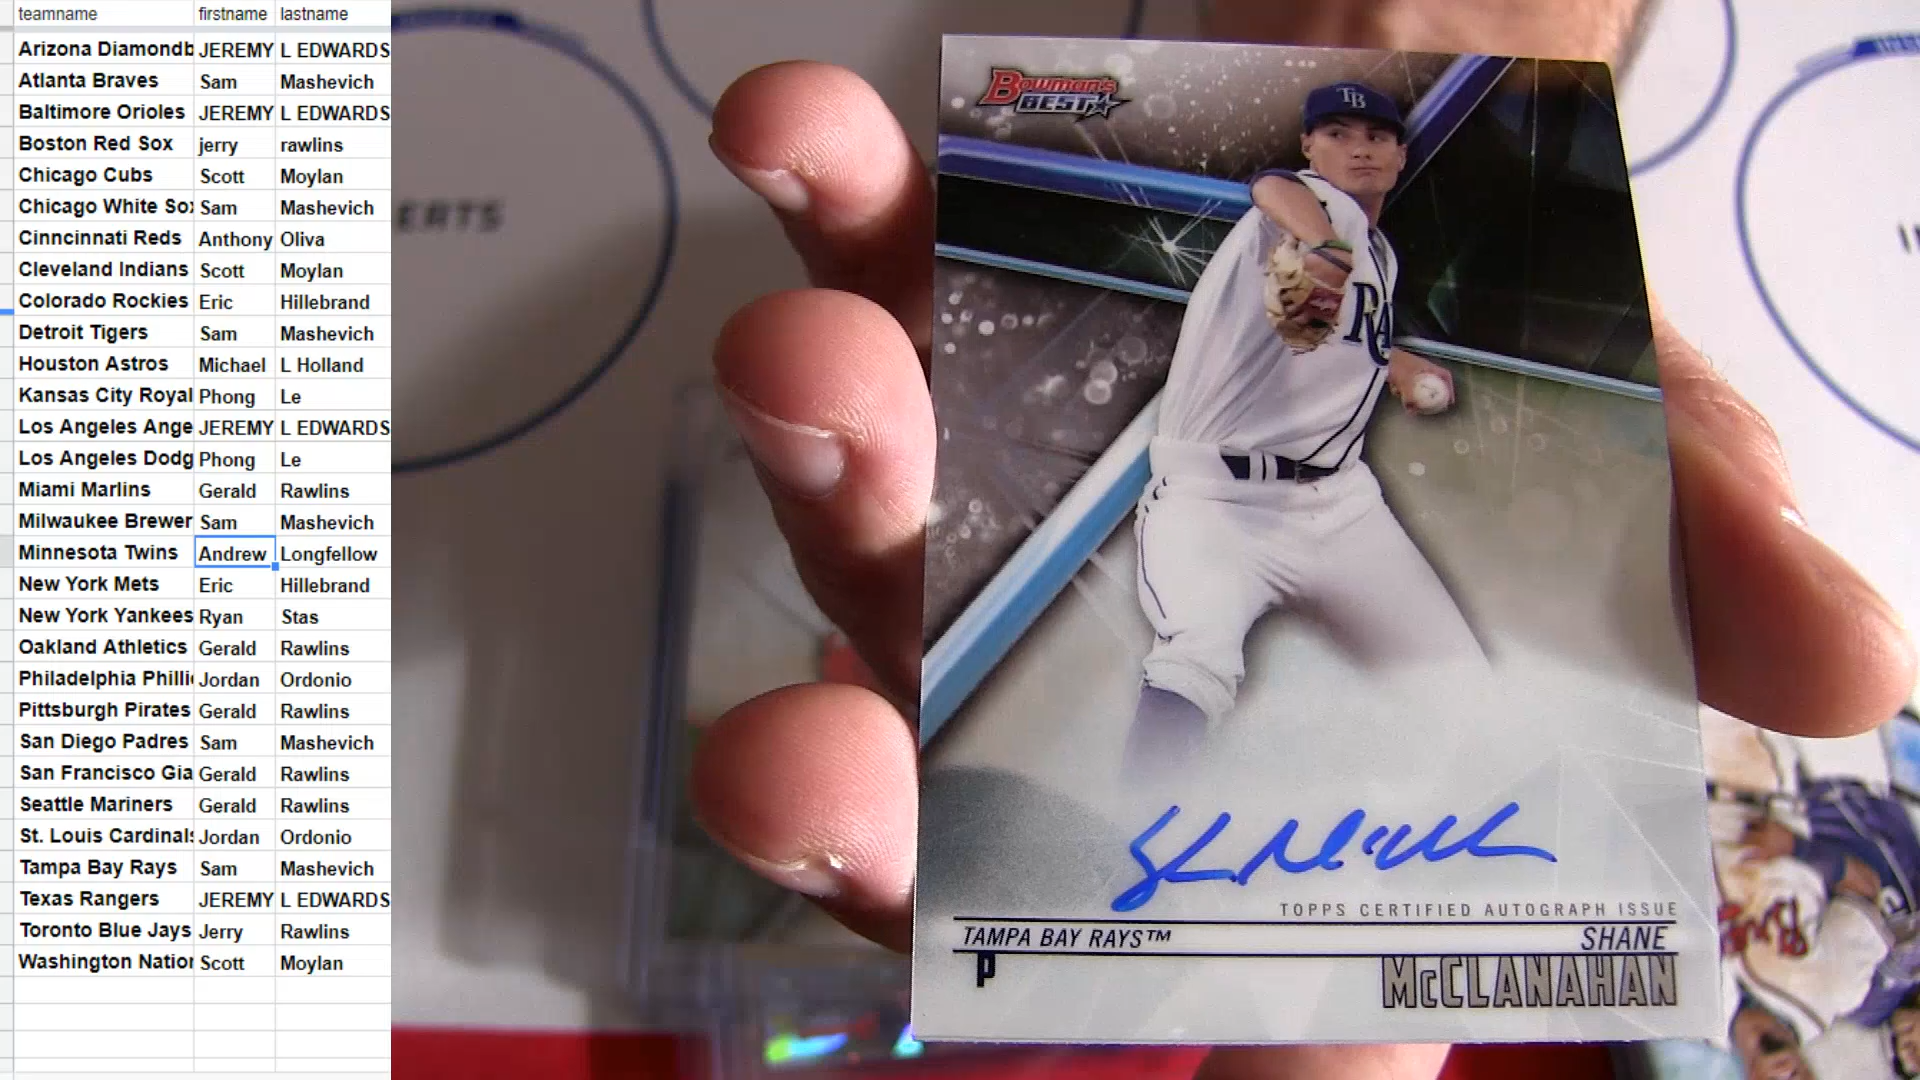 teamname firstname lastname
Arizona Diamondb JEREMY L EDWARDS
Atlanta Braves Sam Mashevich
Baltimore Orioles JEREMY L EDWARDS
Boston Red Sox jerry rawlins
Chicago Cubs Scott Moylan
Chicago White Sox Sam Mashevich
Cinncinnati Reds Anthony Oliva
Cleveland Indians Scott Moylan
Colorado Rockies Eric Hillebrand
Detroit Tigers Sam Mashevich
Houston Astros Michael L Holland
Kansas City Royal Phong Le
Los Angeles Ange JEREMY L EDWARDS
Los Angeles Dodg Phong Le
Miami Marlins Gerald Rawlins
Milwaukee Brewer Sam Mashevich
Minnesota Twins Andrew Longfellow
New York Mets Eric Hillebrand
New York Yankees Ryan Stas
Oakland Athletics Gerald Rawlins
Philadelphia Philli Jordan Ordonio
Pittsburgh Pirates Gerald Rawlins
San Diego Padres Sam Mashevich
San Francisco Gia Gerald Rawlins
Seattle Mariners Gerald Rawlins
St. Louis Cardinals Jordan Ordonio
Tampa Bay Rays Sam Mashevich
Texas Rangers JEREMY L EDWARDS
Toronto Blue Jays Jerry Rawlins
Washington Nation Scott Moylan
ERTS
Bowman's
BEST
TB
RA
TOPPS CERTIFIED AUTOGRAPH ISSUE
TAMPA BAY RAYS™ SHANE
P McCLANAHAN